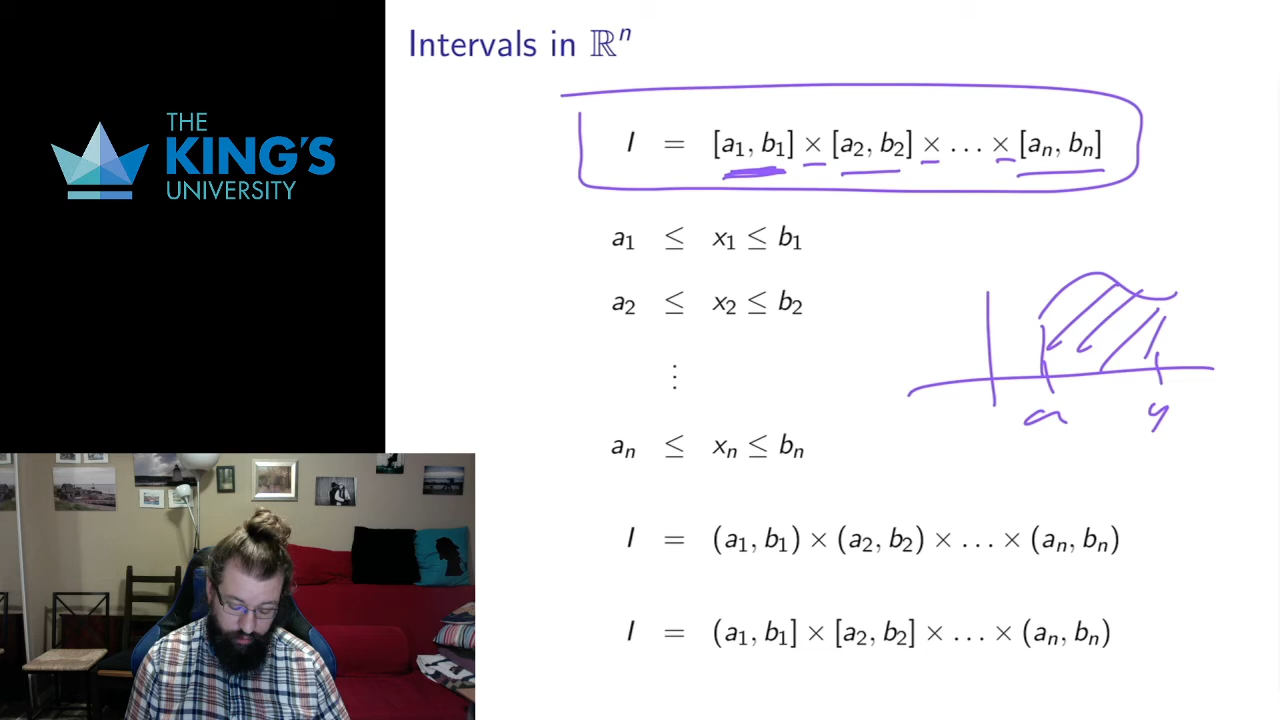 THE
KING'S
UNIVERSITY
Intervals in ℝⁿ
I = [a₁, b₁] × [a₂, b₂] × … × [aₙ, bₙ]
a₁ ≤ x₁ ≤ b₁
a₂ ≤ x₂ ≤ b₂
⋮
aₙ ≤ xₙ ≤ bₙ
a
I = (a₁, b₁) × (a₂, b₂) × … × (aₙ, bₙ)
I = (a₁, b₁] × [a₂, b₂] × … × (aₙ, bₙ)